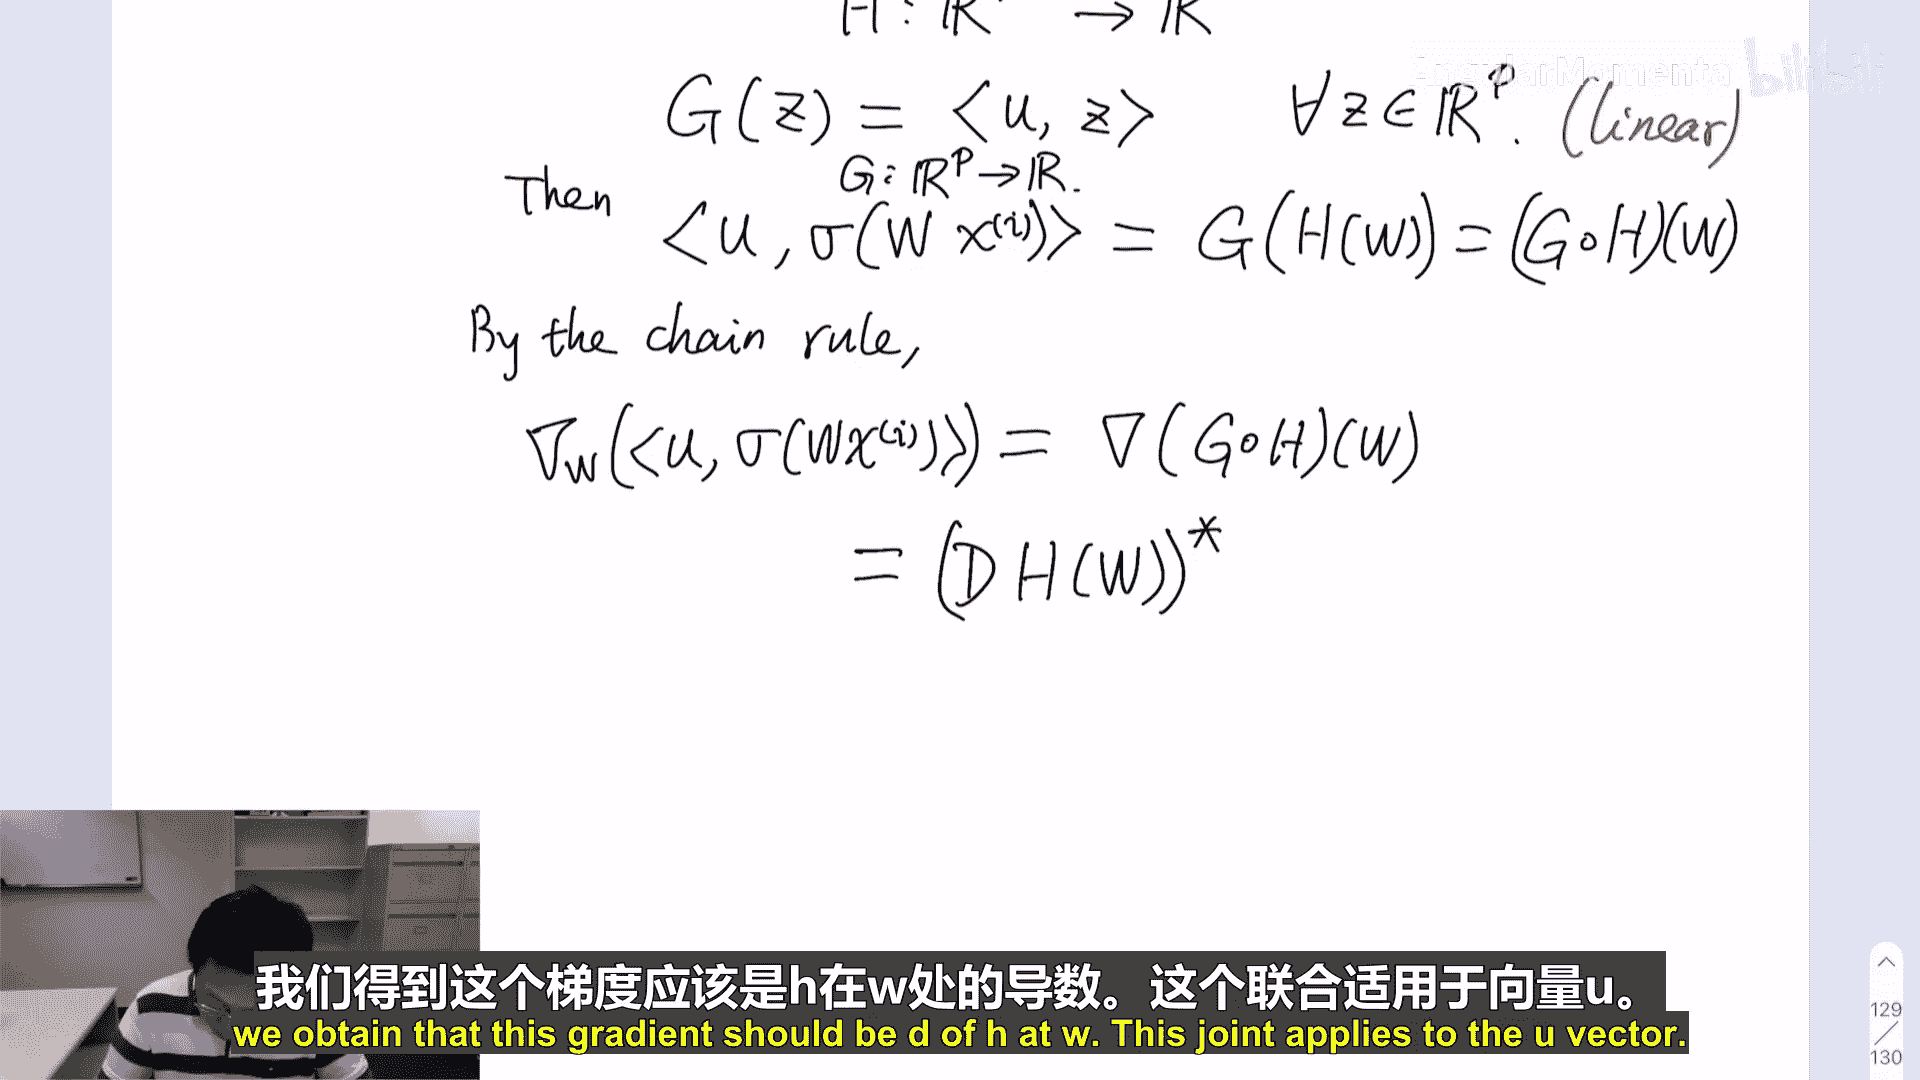 H : ℝ → ℝ
AngularMomenta bilibili
G(z) = <u, z> ∀ z ∈ ℝᵖ. (linear)
G: ℝᵖ → ℝ.
Then
<u, σ(W x⁽ⁱ⁾)> = G(H(W)) = (G∘H)(W)
By the chain rule,
∇_W(<u, σ(Wx⁽ⁱ⁾)>) = ∇(G∘H)(W)
= (DH(W))*
我们得到这个梯度应该是h在w处的导数。这个联合适用于向量u。
we obtain that this gradient should be d of h at w. This joint applies to the u vector.
129
/
130